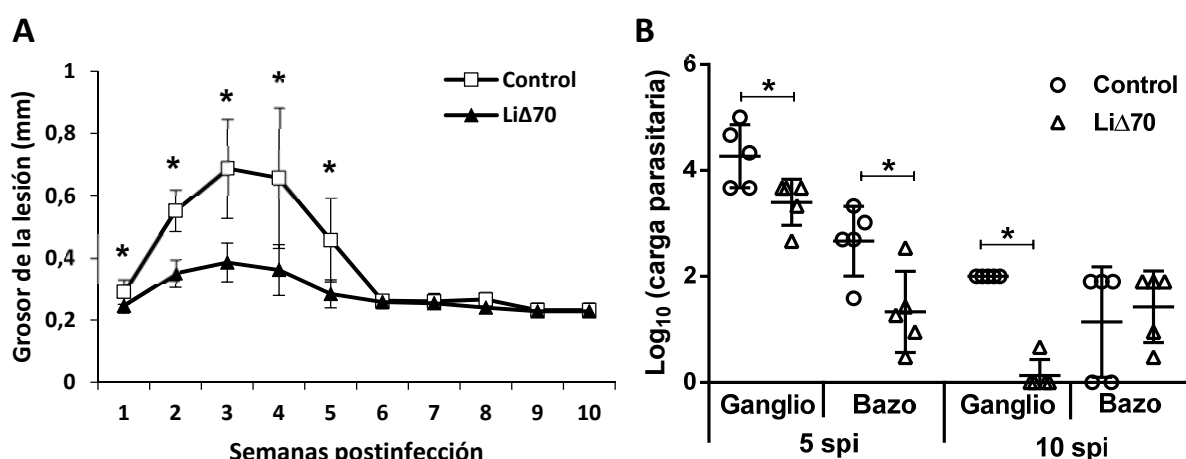 A
Grosor de la lesión (mm)
1
0,8
0,6
0,4
0,2
0
* * * * *
Control
LiΔ70
1 2 3 4 5 6 7 8 9 10
Semanas postinfección
B
Log10 (carga parasitaria)
6
4
2
0
* * *
Control
LiΔ70
Ganglio Bazo Ganglio Bazo
5 spi 10 spi